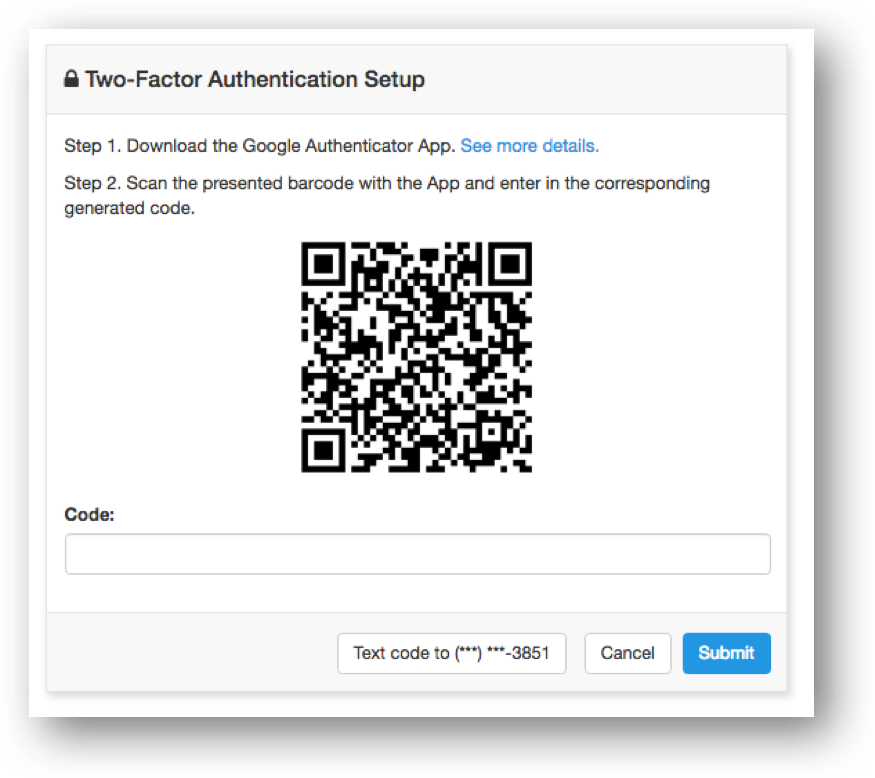 Two-Factor Authentication Setup
Step 1. Download the Google Authenticator App. See more details.
Step 2. Scan the presented barcode with the App and enter in the corresponding
generated code.
Code:
Text code to (***) ***-3851
Cancel
Submit